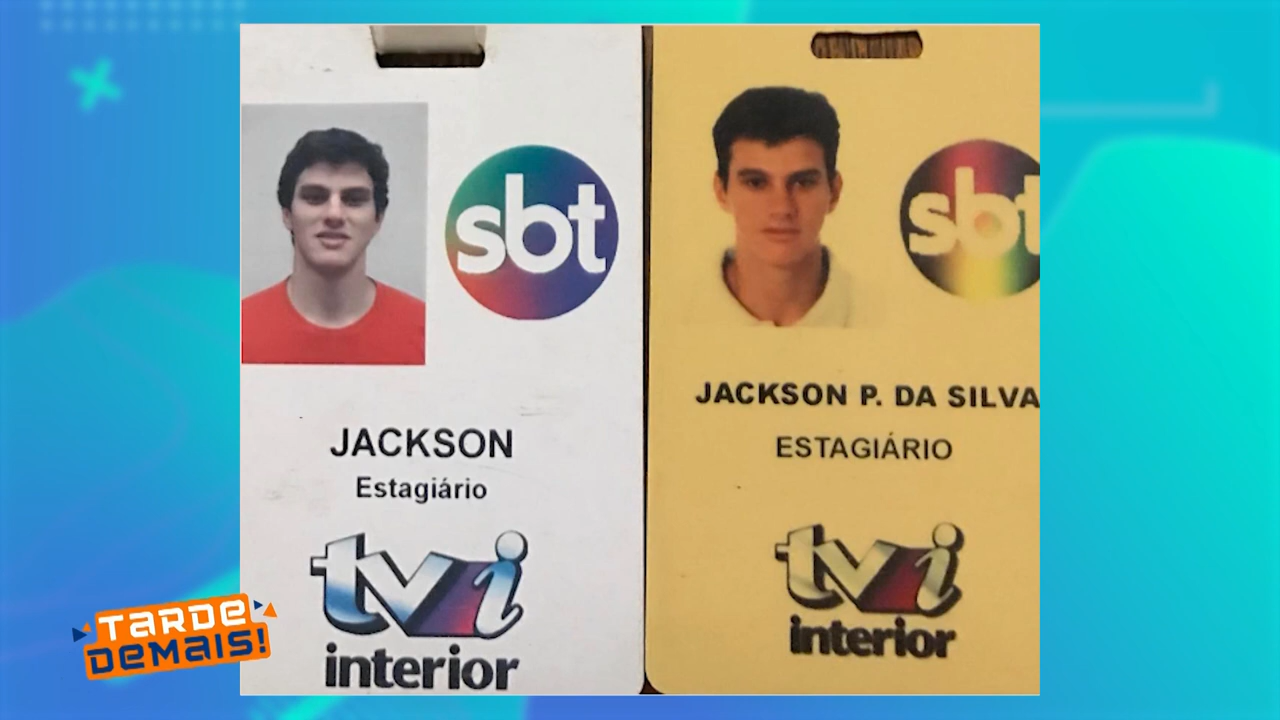 sbt
JACKSON
Estagiário
tvi
interior
sbt
JACKSON P. DA SILVA
ESTAGIÁRIO
tvi
interior
TARDE
DEMAIS!